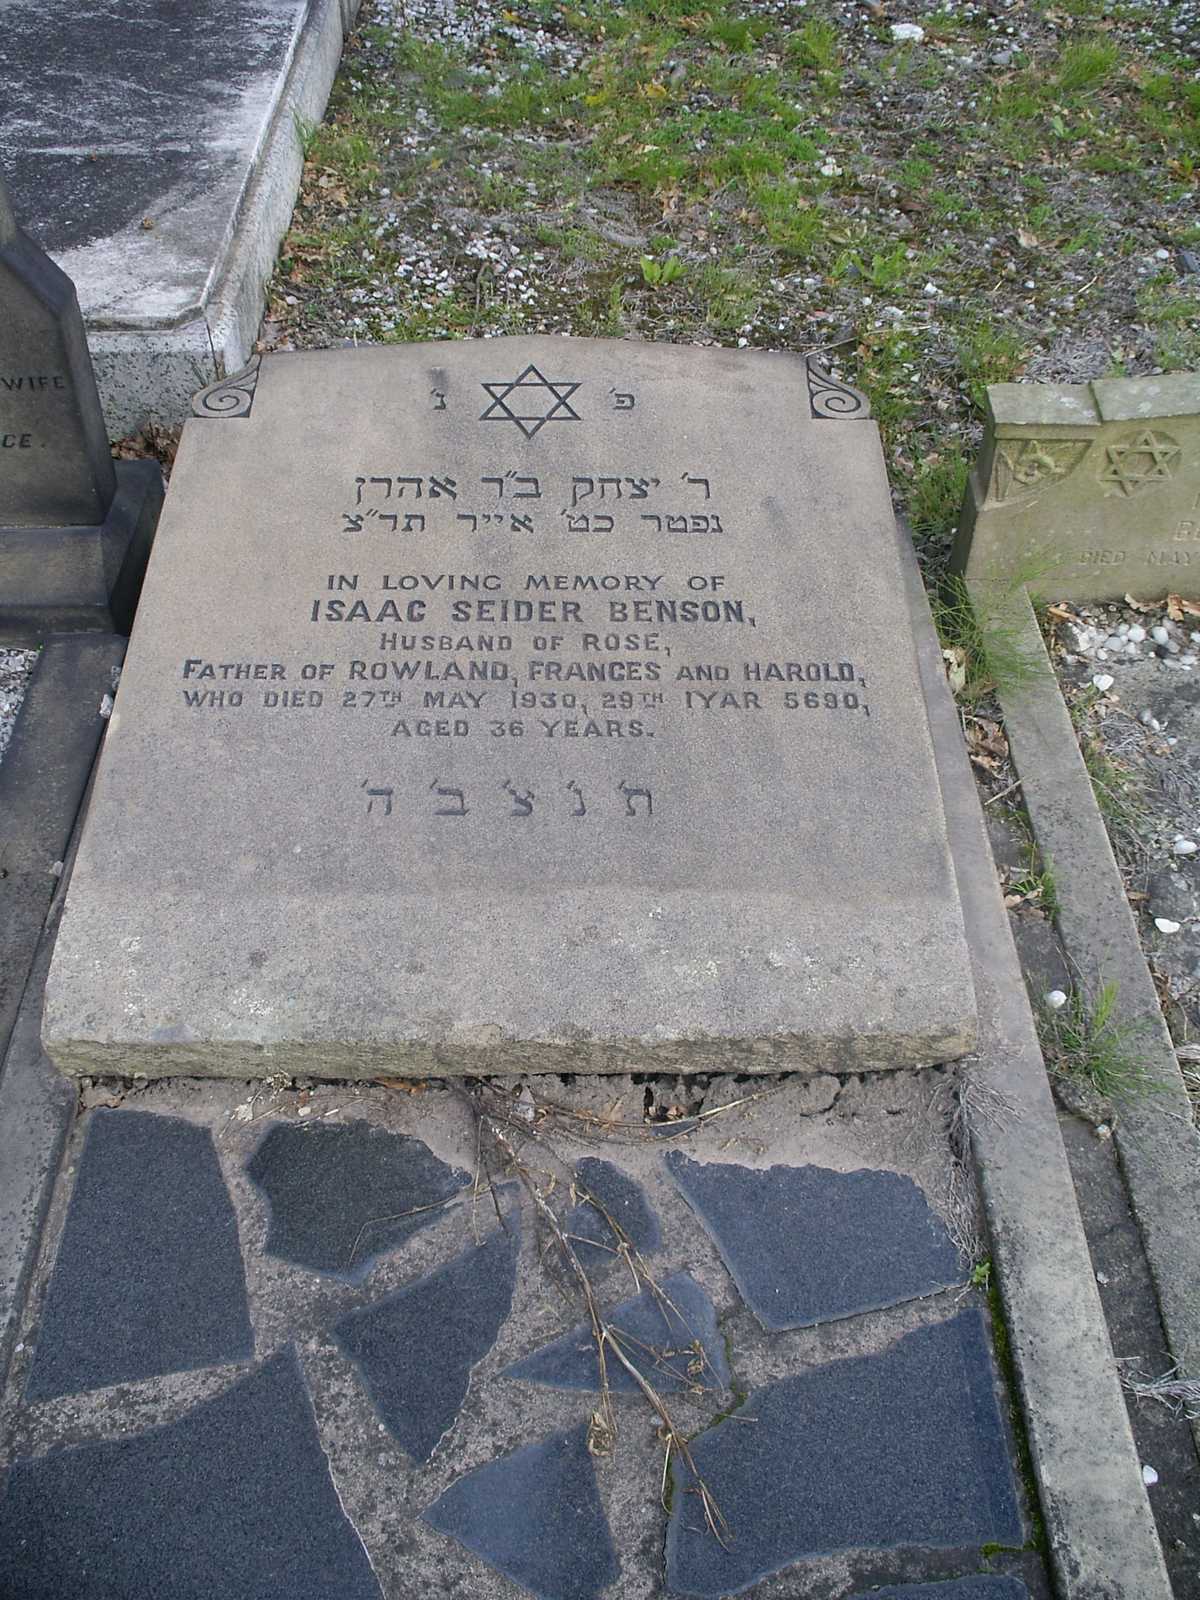 פ' נ'
ר' יצחק ב"ר אהרן
נפטר כט' אייר תר"צ
IN LOVING MEMORY OF
ISAAC SEIDER BENSON,
HUSBAND OF ROSE,
FATHER OF ROWLAND, FRANCES AND HAROLD,
WHO DIED 27TH MAY 1930, 29TH IYAR 5690,
AGED 36 YEARS.
ת' נ' צ' ב' ה'
WIFE
CE.
DIED MAY